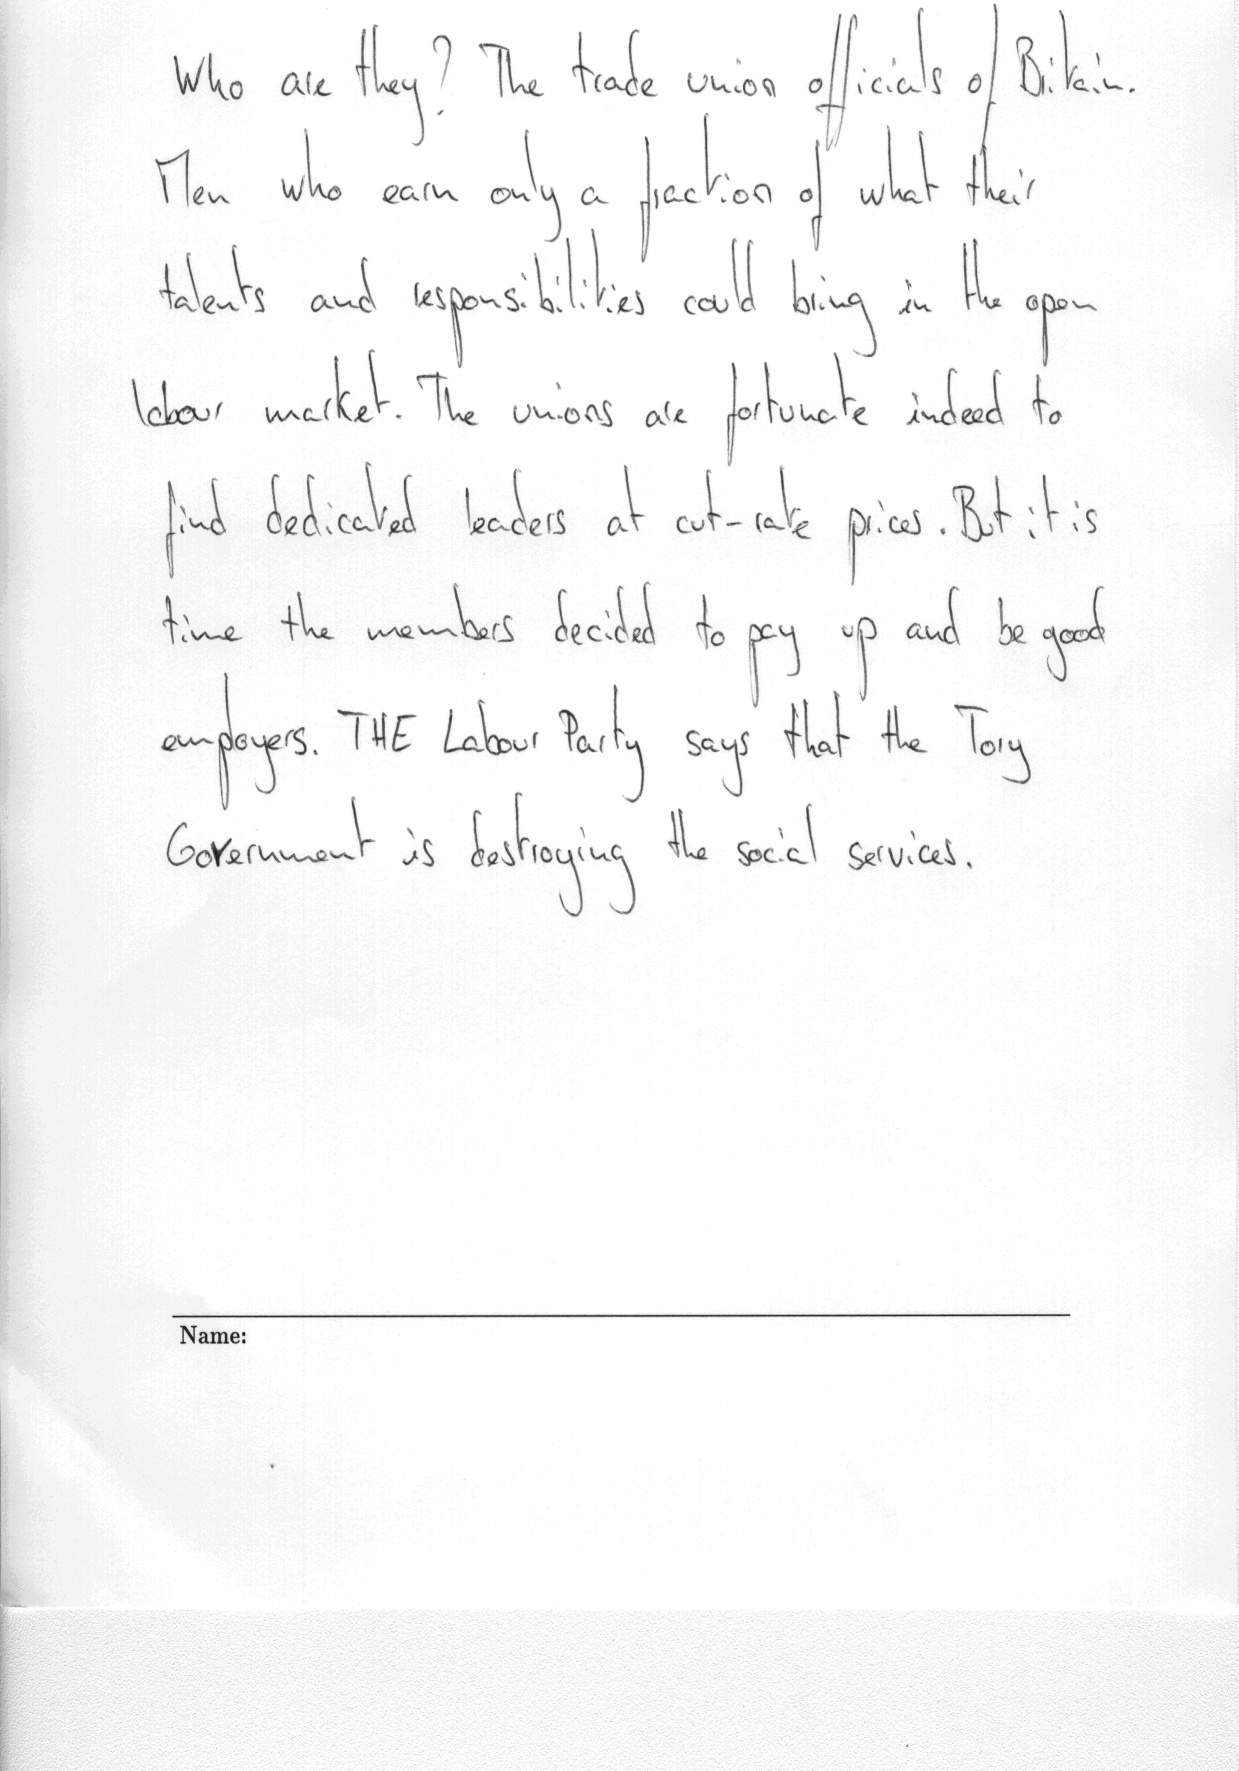 Who are they? The trade union officials of Britain.
Men who earn only a fraction of what their
talents and responsibilities could bring in the open
labour market. The unions are fortunate indeed to
find dedicated leaders at cut-rate prices. But it is
time the members decided to pay up and be good
employers. THE Labour Party says that the Tory
Government is destroying the social services.
Name: